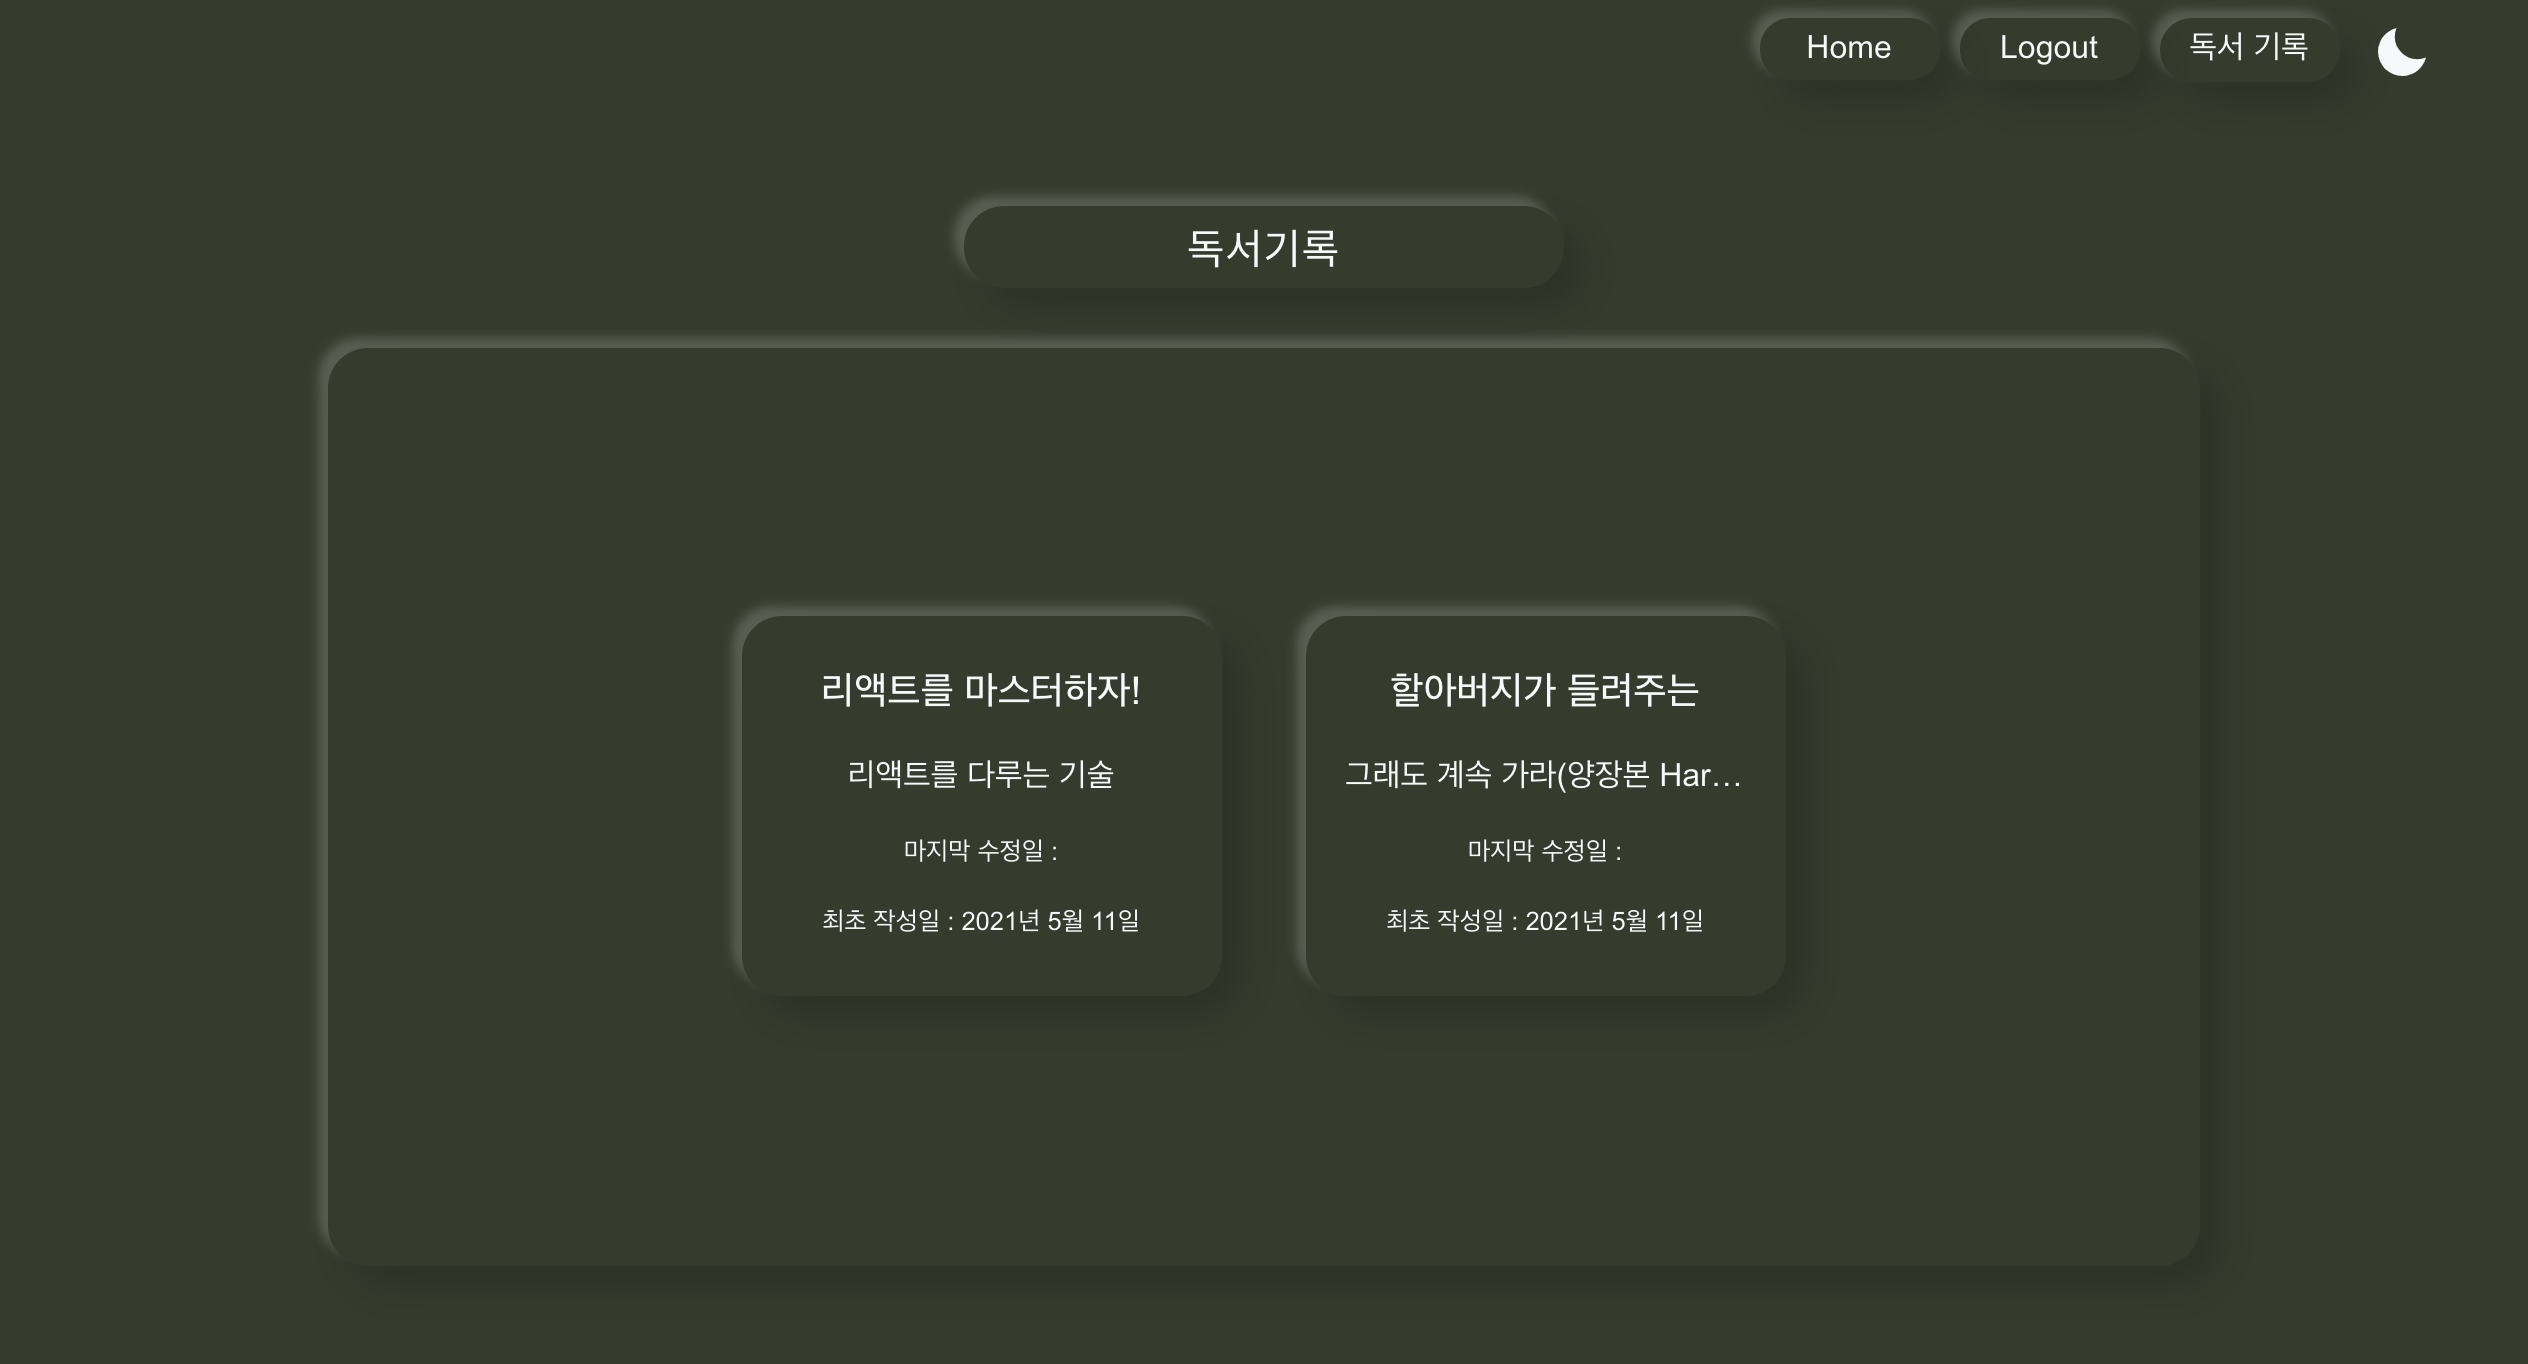 Home
Logout
독서 기록
독서기록
리액트를 마스터하자!
리액트를 다루는 기술
마지막 수정일 :
최초 작성일 : 2021년 5월 11일
할아버지가 들려주는
그래도 계속 가라(양장본 Har...
마지막 수정일 :
최초 작성일 : 2021년 5월 11일